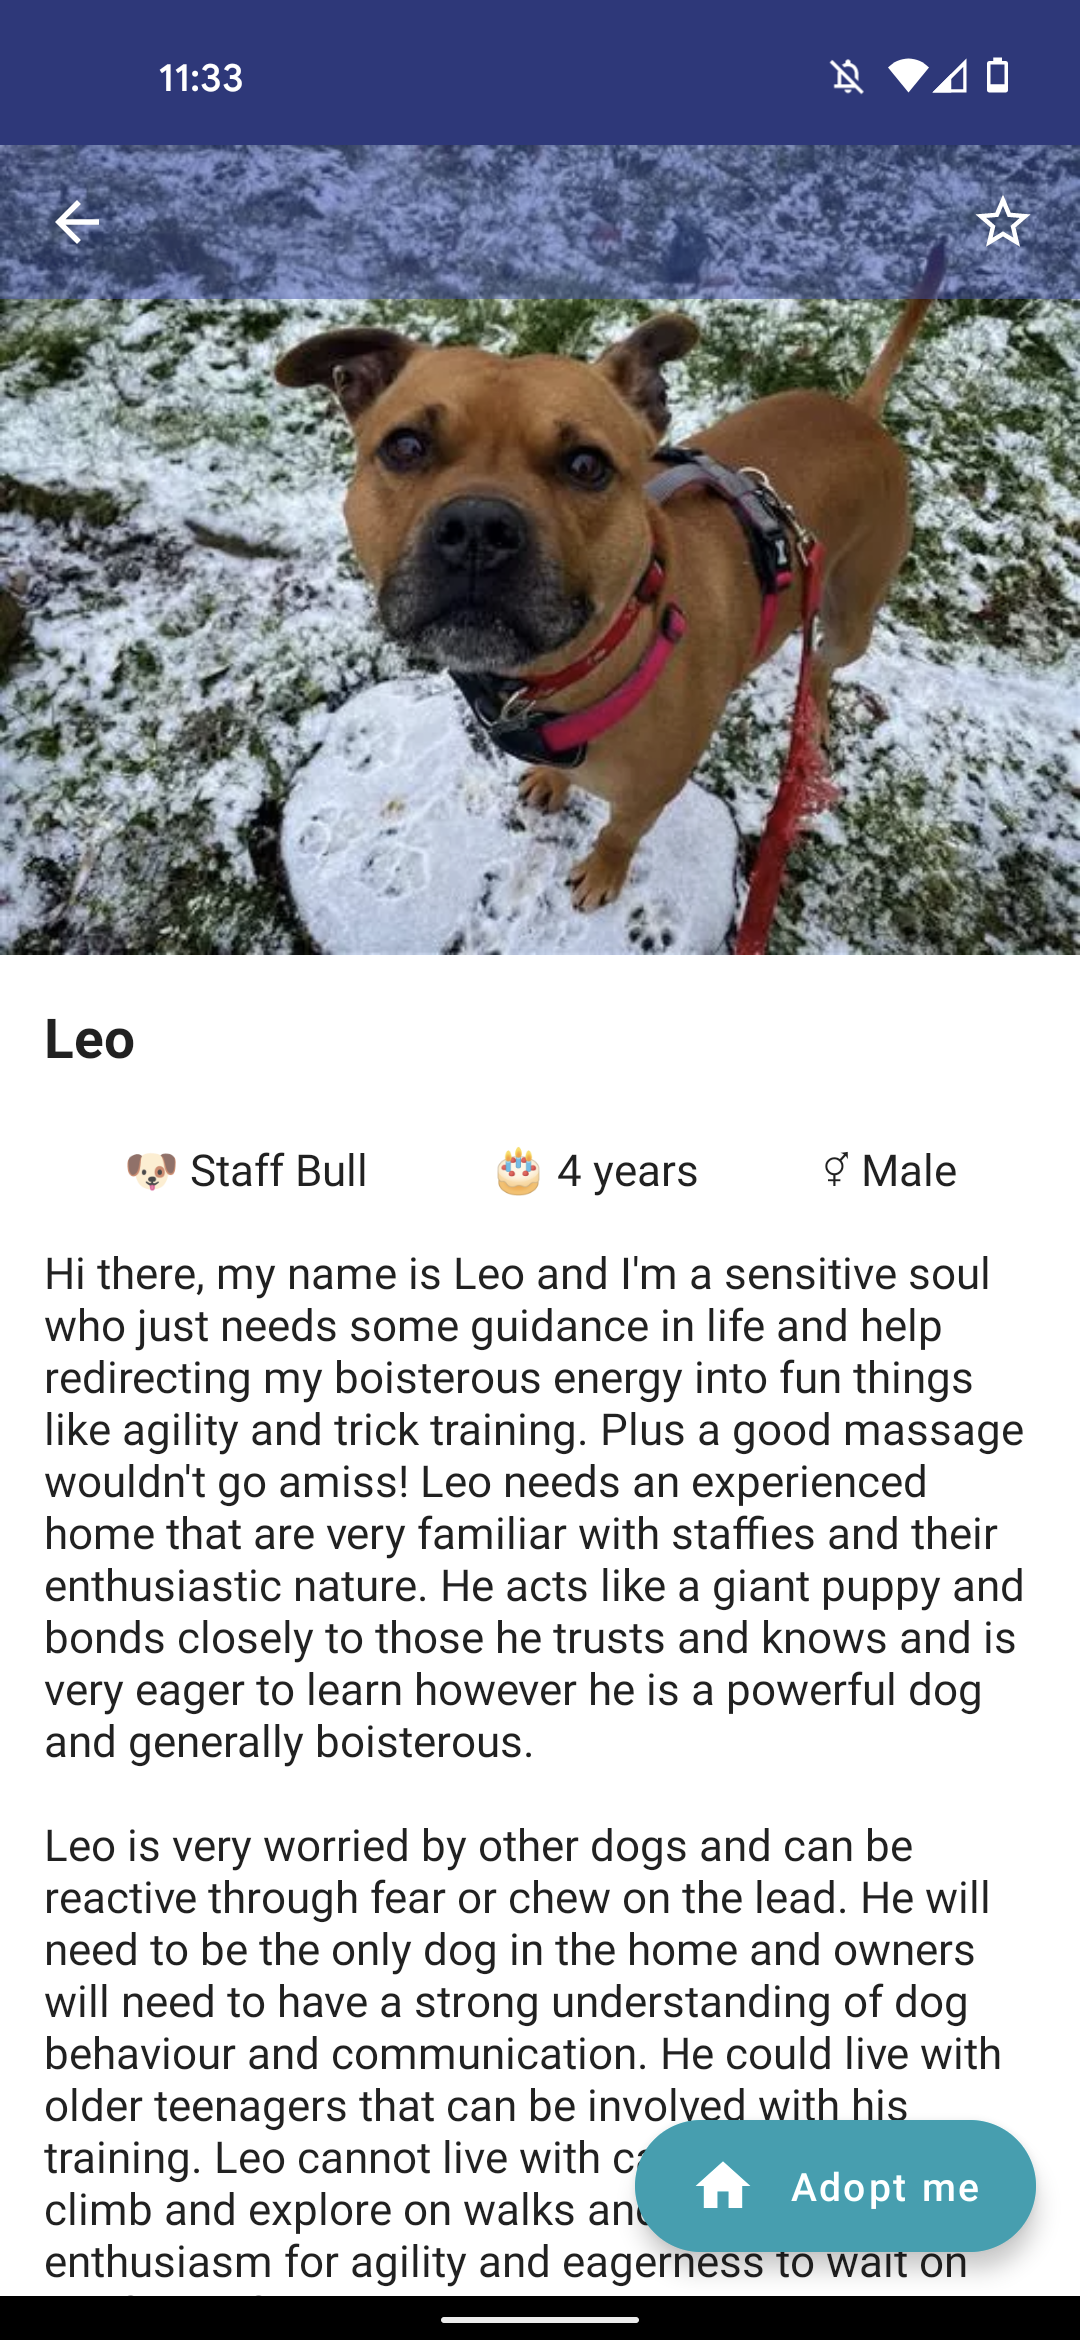 11:33
Leo
🐶 Staff Bull
🎂 4 years
⚥ Male
Hi there, my name is Leo and I'm a sensitive soul
who just needs some guidance in life and help
redirecting my boisterous energy into fun things
like agility and trick training. Plus a good massage
wouldn't go amiss! Leo needs an experienced
home that are very familiar with staffies and their
enthusiastic nature. He acts like a giant puppy and
bonds closely to those he trusts and knows and is
very eager to learn however he is a powerful dog
and generally boisterous.
Leo is very worried by other dogs and can be
reactive through fear or chew on the lead. He will
need to be the only dog in the home and owners
will need to have a strong understanding of dog
behaviour and communication. He could live with
older teenagers that can be involved with his
training. Leo cannot live with
climb and explore on walks
enthusiasm for agility and eagerness to wait on
Adopt me